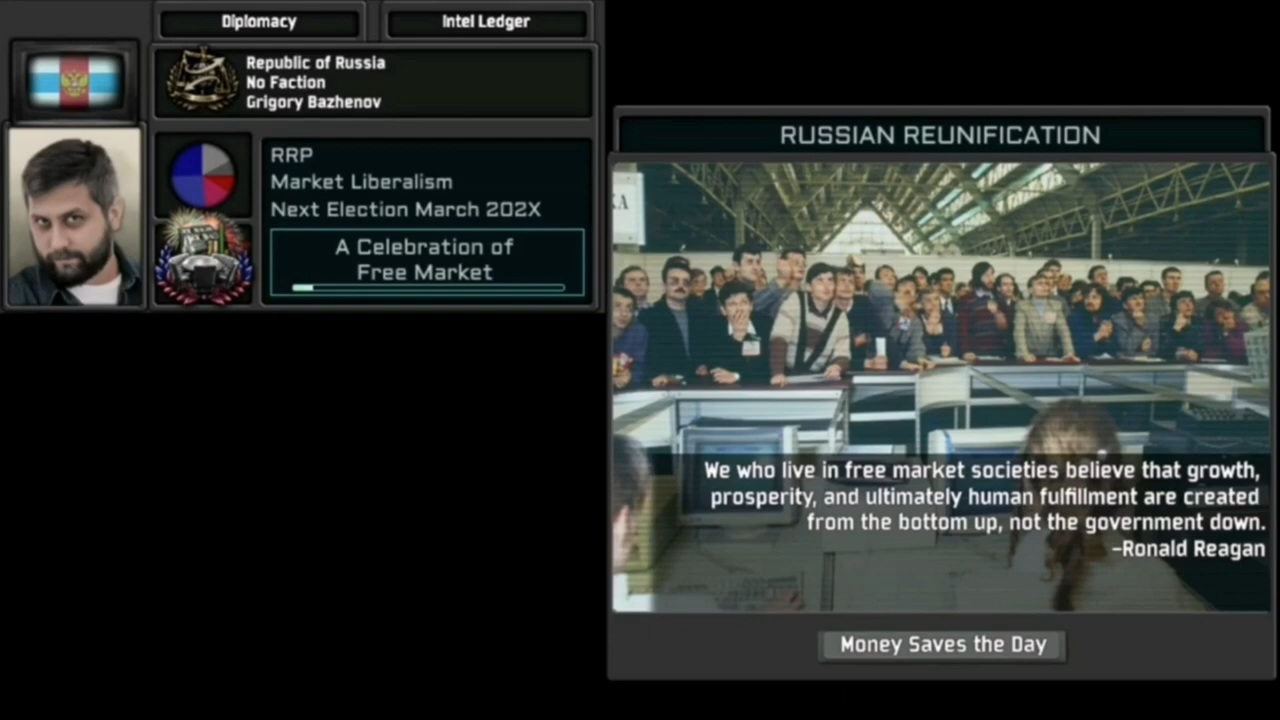 Diplomacy
Intel Ledger
Republic of Russia
No Faction
Grigory Bazhenov
RRP
Market Liberalism
Next Election March 202X
A Celebration of
Free Market
RUSSIAN REUNIFICATION
KA
We who live in free market societies believe that growth,
prosperity, and ultimately human fulfillment are created
from the bottom up, not the government down.
-Ronald Reagan
Money Saves the Day